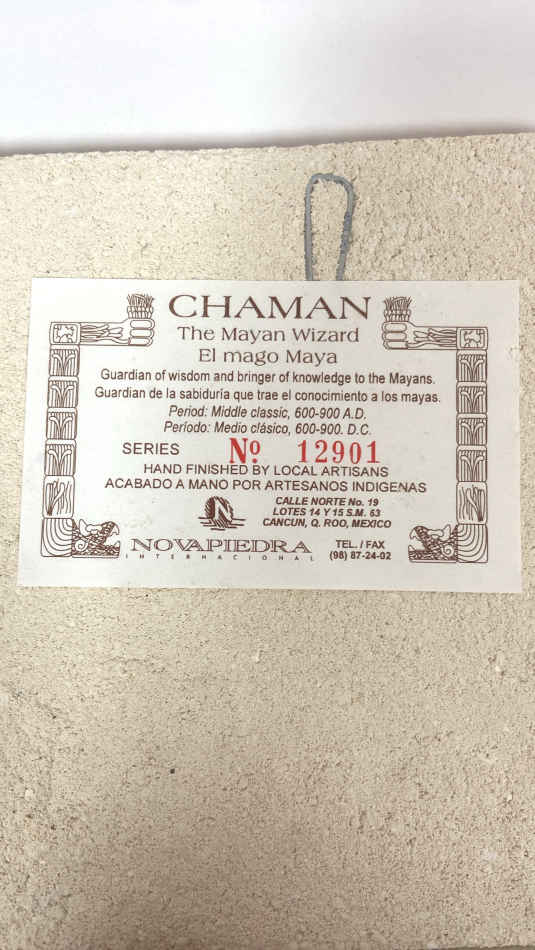 CHAMAN
The Mayan Wizard
El mago Maya
Guardian of wisdom and bringer of knowledge to the Mayans.
Guardian de la sabiduría que trae el conocimiento a los mayas.
Period: Middle classic, 600-900 A.D.
Período: Medio clásico, 600-900. D.C.
SERIES Nº 12901
HAND FINISHED BY LOCAL ARTISANS
ACABADO A MANO POR ARTESANOS INDIGENAS
N
CALLE NORTE No. 19
LOTES 14 Y 15 S.M. 63
CANCUN, Q. ROO, MEXICO
NOVAPIEDRA
INTERNACIONAL
TEL. / FAX
(98) 87-24-02